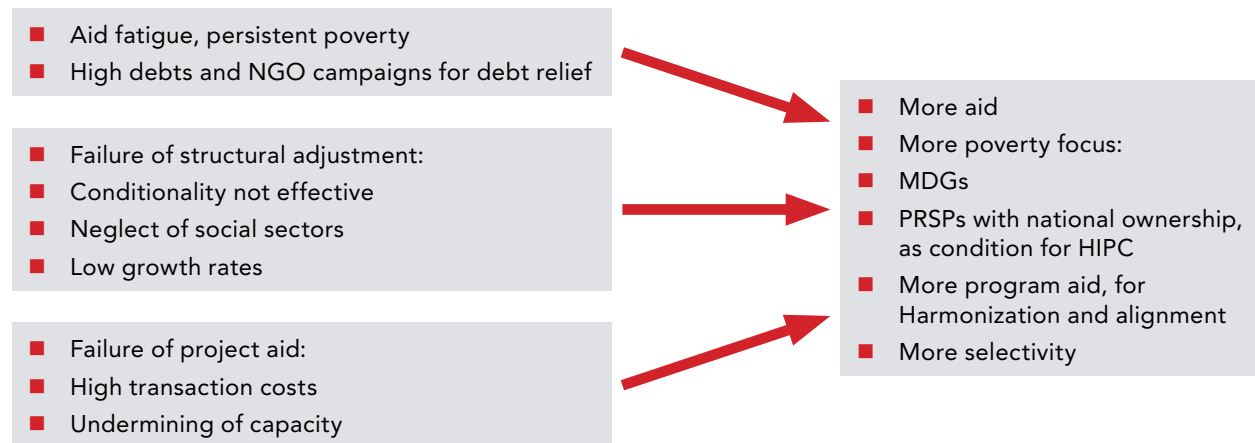 Aid fatigue, persistent poverty
High debts and NGO campaigns for debt relief
Failure of structural adjustment:
Conditionality not effective
Neglect of social sectors
Low growth rates
Failure of project aid:
High transaction costs
Undermining of capacity
More aid
More poverty focus:
MDGs
PRSPs with national ownership,
as condition for HIPC
More program aid, for
Harmonization and alignment
More selectivity